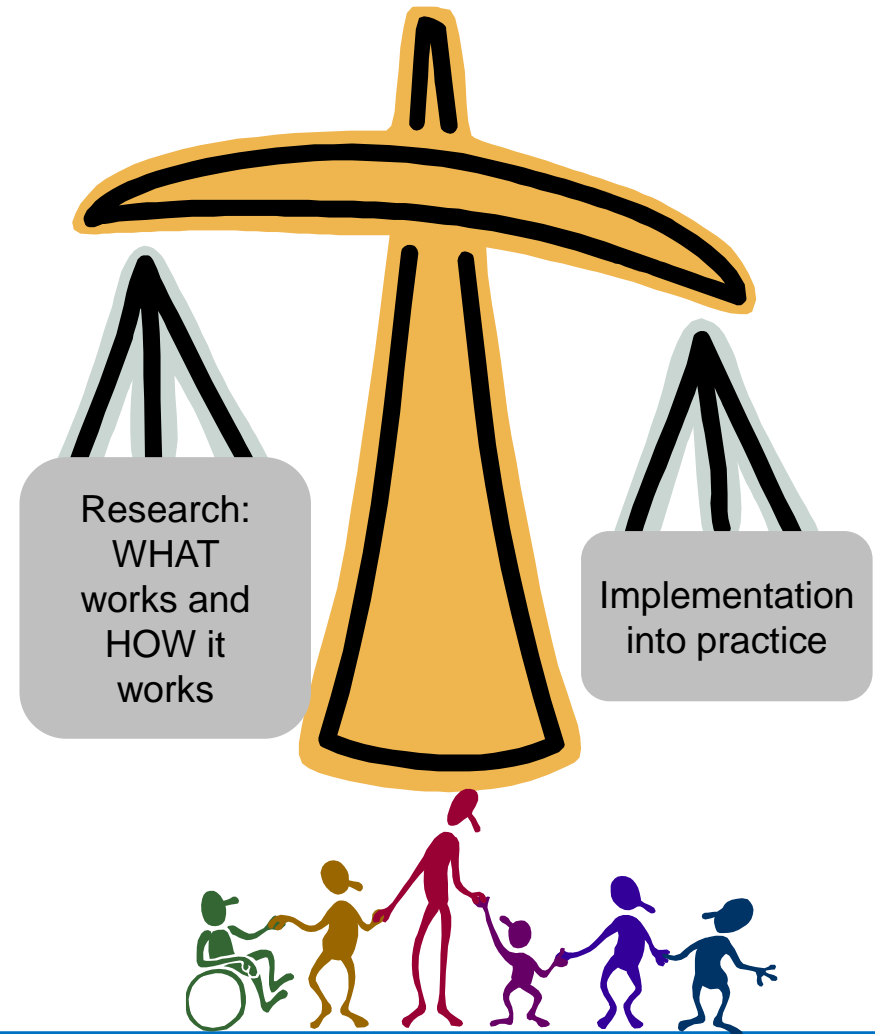 Research:
WHAT
works and
HOW it
works
Implementation
into practice